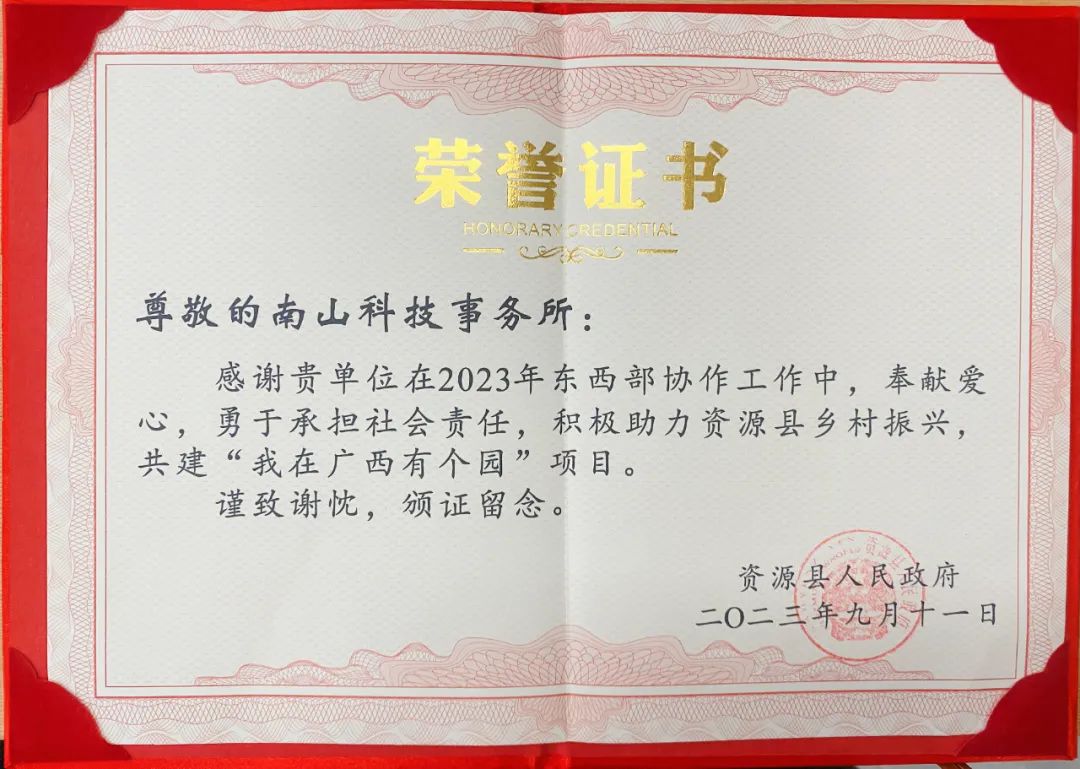 荣誉证书
HONORARY CREDENTIAL
尊敬的南山科技事务所：
感谢贵单位在2023年东西部协作工作中，奉献爱
心，勇于承担社会责任，积极助力资源县乡村振兴，
共建“我在广西有个园”项目。
谨致谢忱，颁证留念。
资源县人民政府
二〇二三年九月十一日